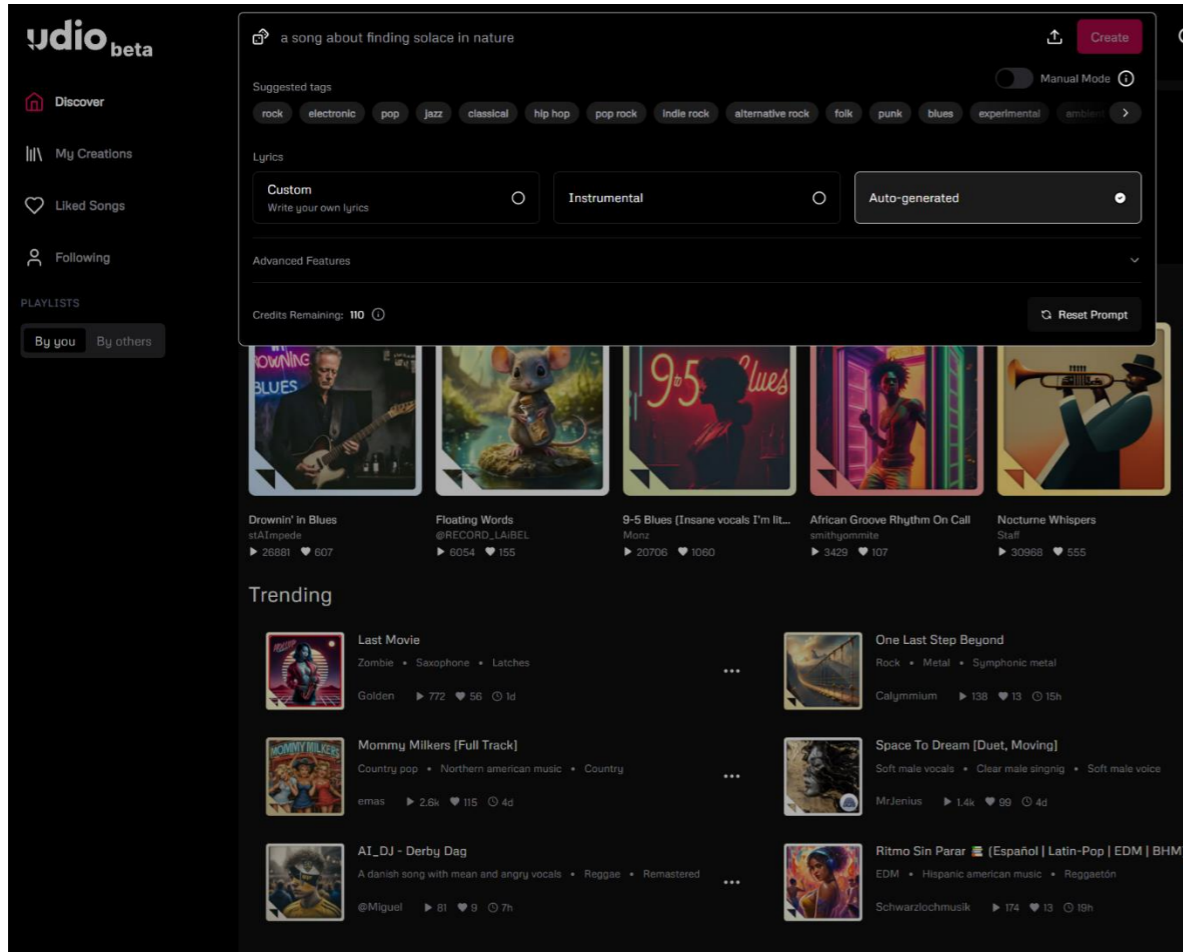 udio beta
a song about finding solace in nature
Create
Discover
My Creations
Liked Songs
Following
PLAYLISTS
By you By others
Manual Mode
Suggested tags
rock electronic pop jazz classical hip hop pop rock indie rock alternative rock folk punk blues experimental ambient
Lyrics
Custom
Write your own lyrics
Instrumental
Auto-generated
Advanced Features
Credits Remaining: 110
Reset Prompt
BLUES
9-5 Blues
Drownin' in Blues
stAImpede
26881 607
Floating Words
@RECORD_LAiBEL
6054 155
9-5 Blues (Insane vocals I'm lit...
Monz
20706 1060
African Groove Rhythm On Call
smithyommite
3429 107
Nocturne Whispers
Staff
30968 555
Trending
Last Movie
Zombie • Saxophone • Latches
Golden 772 56 1d
One Last Step Beyond
Rock • Metal • Symphonic metal
Calymmium 138 13 15h
MOMMY MILKERS
Mommy Milkers [Full Track]
Country pop • Northern american music • Country
emas 2.6k 115 4d
Space To Dream [Duet, Moving]
Soft male vocals • Clear male singnig • Soft male voice
MrJenius 1.4k 99 4d
AI_DJ - Derby Dag
A danish song with mean and angry vocals • Reggae • Remastered
@Miguel 81 9 7h
Ritmo Sin Parar (Español | Latin-Pop | EDM | BHM
EDM • Hispanic american music • Reggaetón
Schwarzlochmusik 174 13 19h